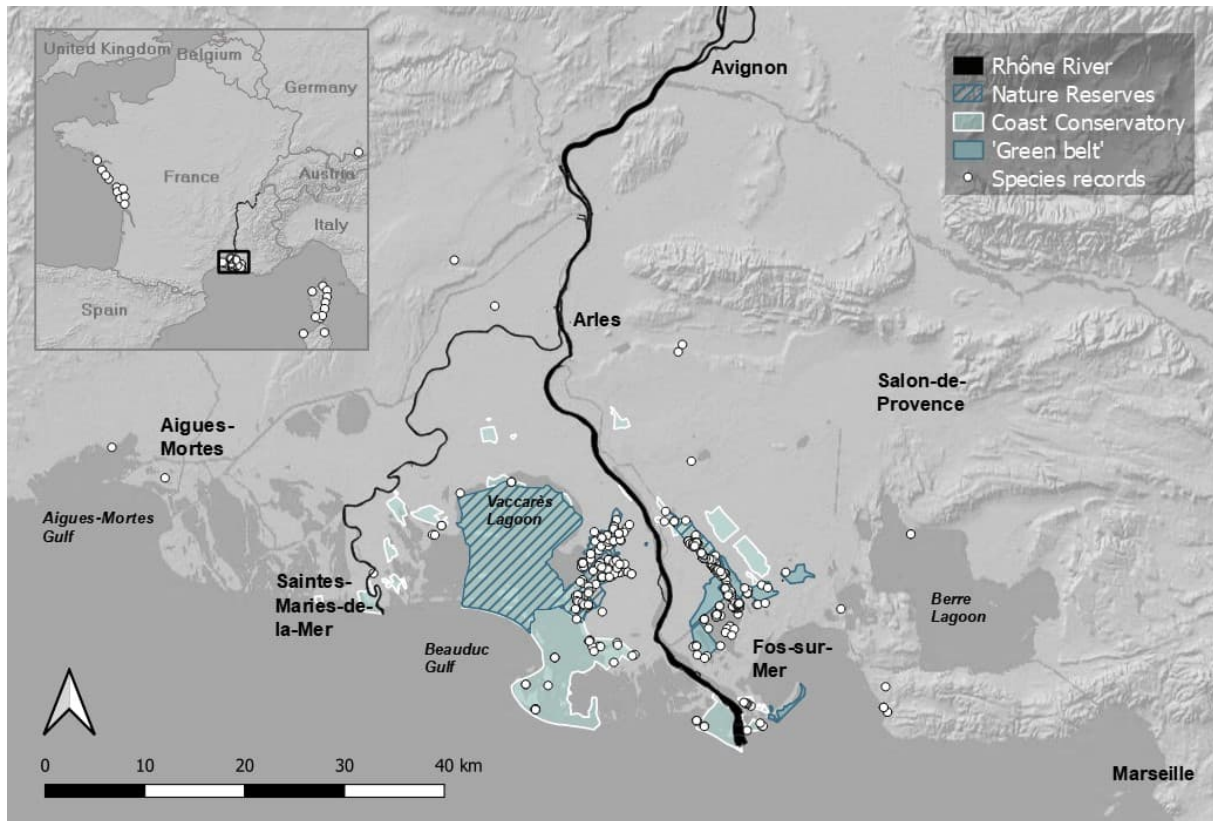 United Kingdom
Belgium
Germany
France
Austria
Italy
Spain
Rhône River
Nature Reserves
Coast Conservatory
'Green belt'
Species records
Avignon
Arles
Salon-de-
Provence
Aigues-
Mortes
Aigues-Mortes
Gulf
Vaccarès
Lagoon
Saintes-
Maries-de-
la-Mer
Beauduc
Gulf
Fos-sur-
Mer
Berre
Lagoon
Marseille
0 10 20 30 40 km